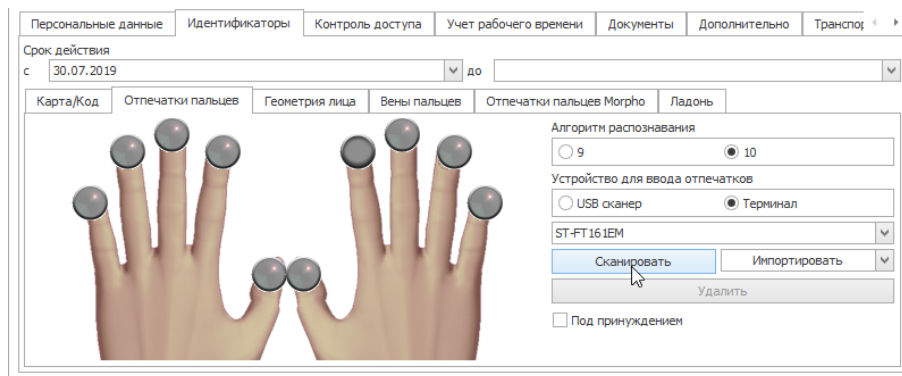 Персональные данные Идентификаторы Контроль доступа Учет рабочего времени Документы Дополнительно Транспор
Срок действия
с 30.07.2019 до
Карта/Код Отпечатки пальцев Геометрия лица Вены пальцев Отпечатки пальцев Morpho Ладонь
Алгоритм распознавания
9 10
Устройство для ввода отпечатков
USB сканер Терминал
ST-FT161EM
Сканировать Импортировать
Удалить
Под принуждением